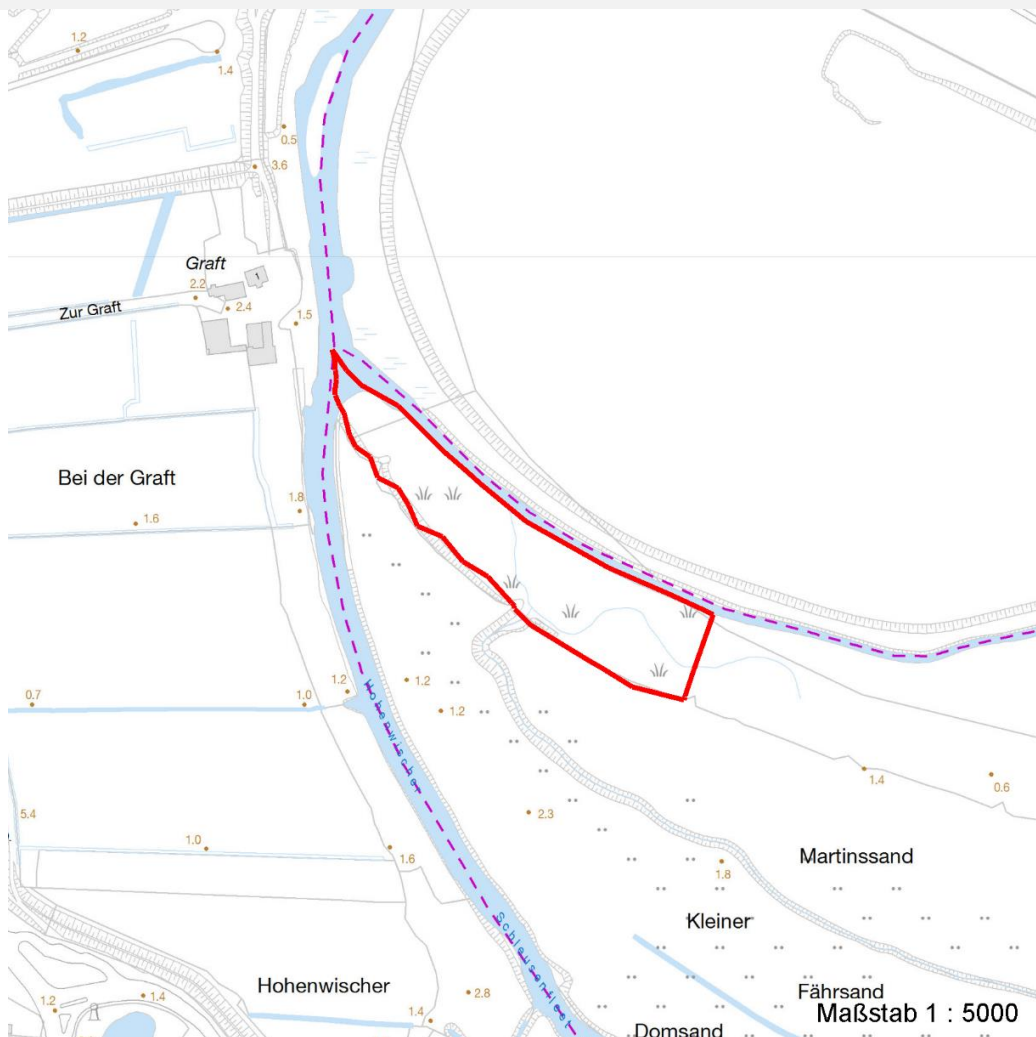 1.2
1.4
0.5
3.6
Graft
1
2.2
2.4
Zur Graft
1.5
Bei der Graft
1.8
1.6
1.2
1.2
0.7
1.0
1.2
Hohenwischer
1.4
0.6
5.4
2.3
1.0
1.6
Martinssand
1.8
Kleiner
Schleusenfleet
Hohenwischer
2.8
Fährsand
1.2
1.4
1.4
Maßstab 1 : 5000
Domsand